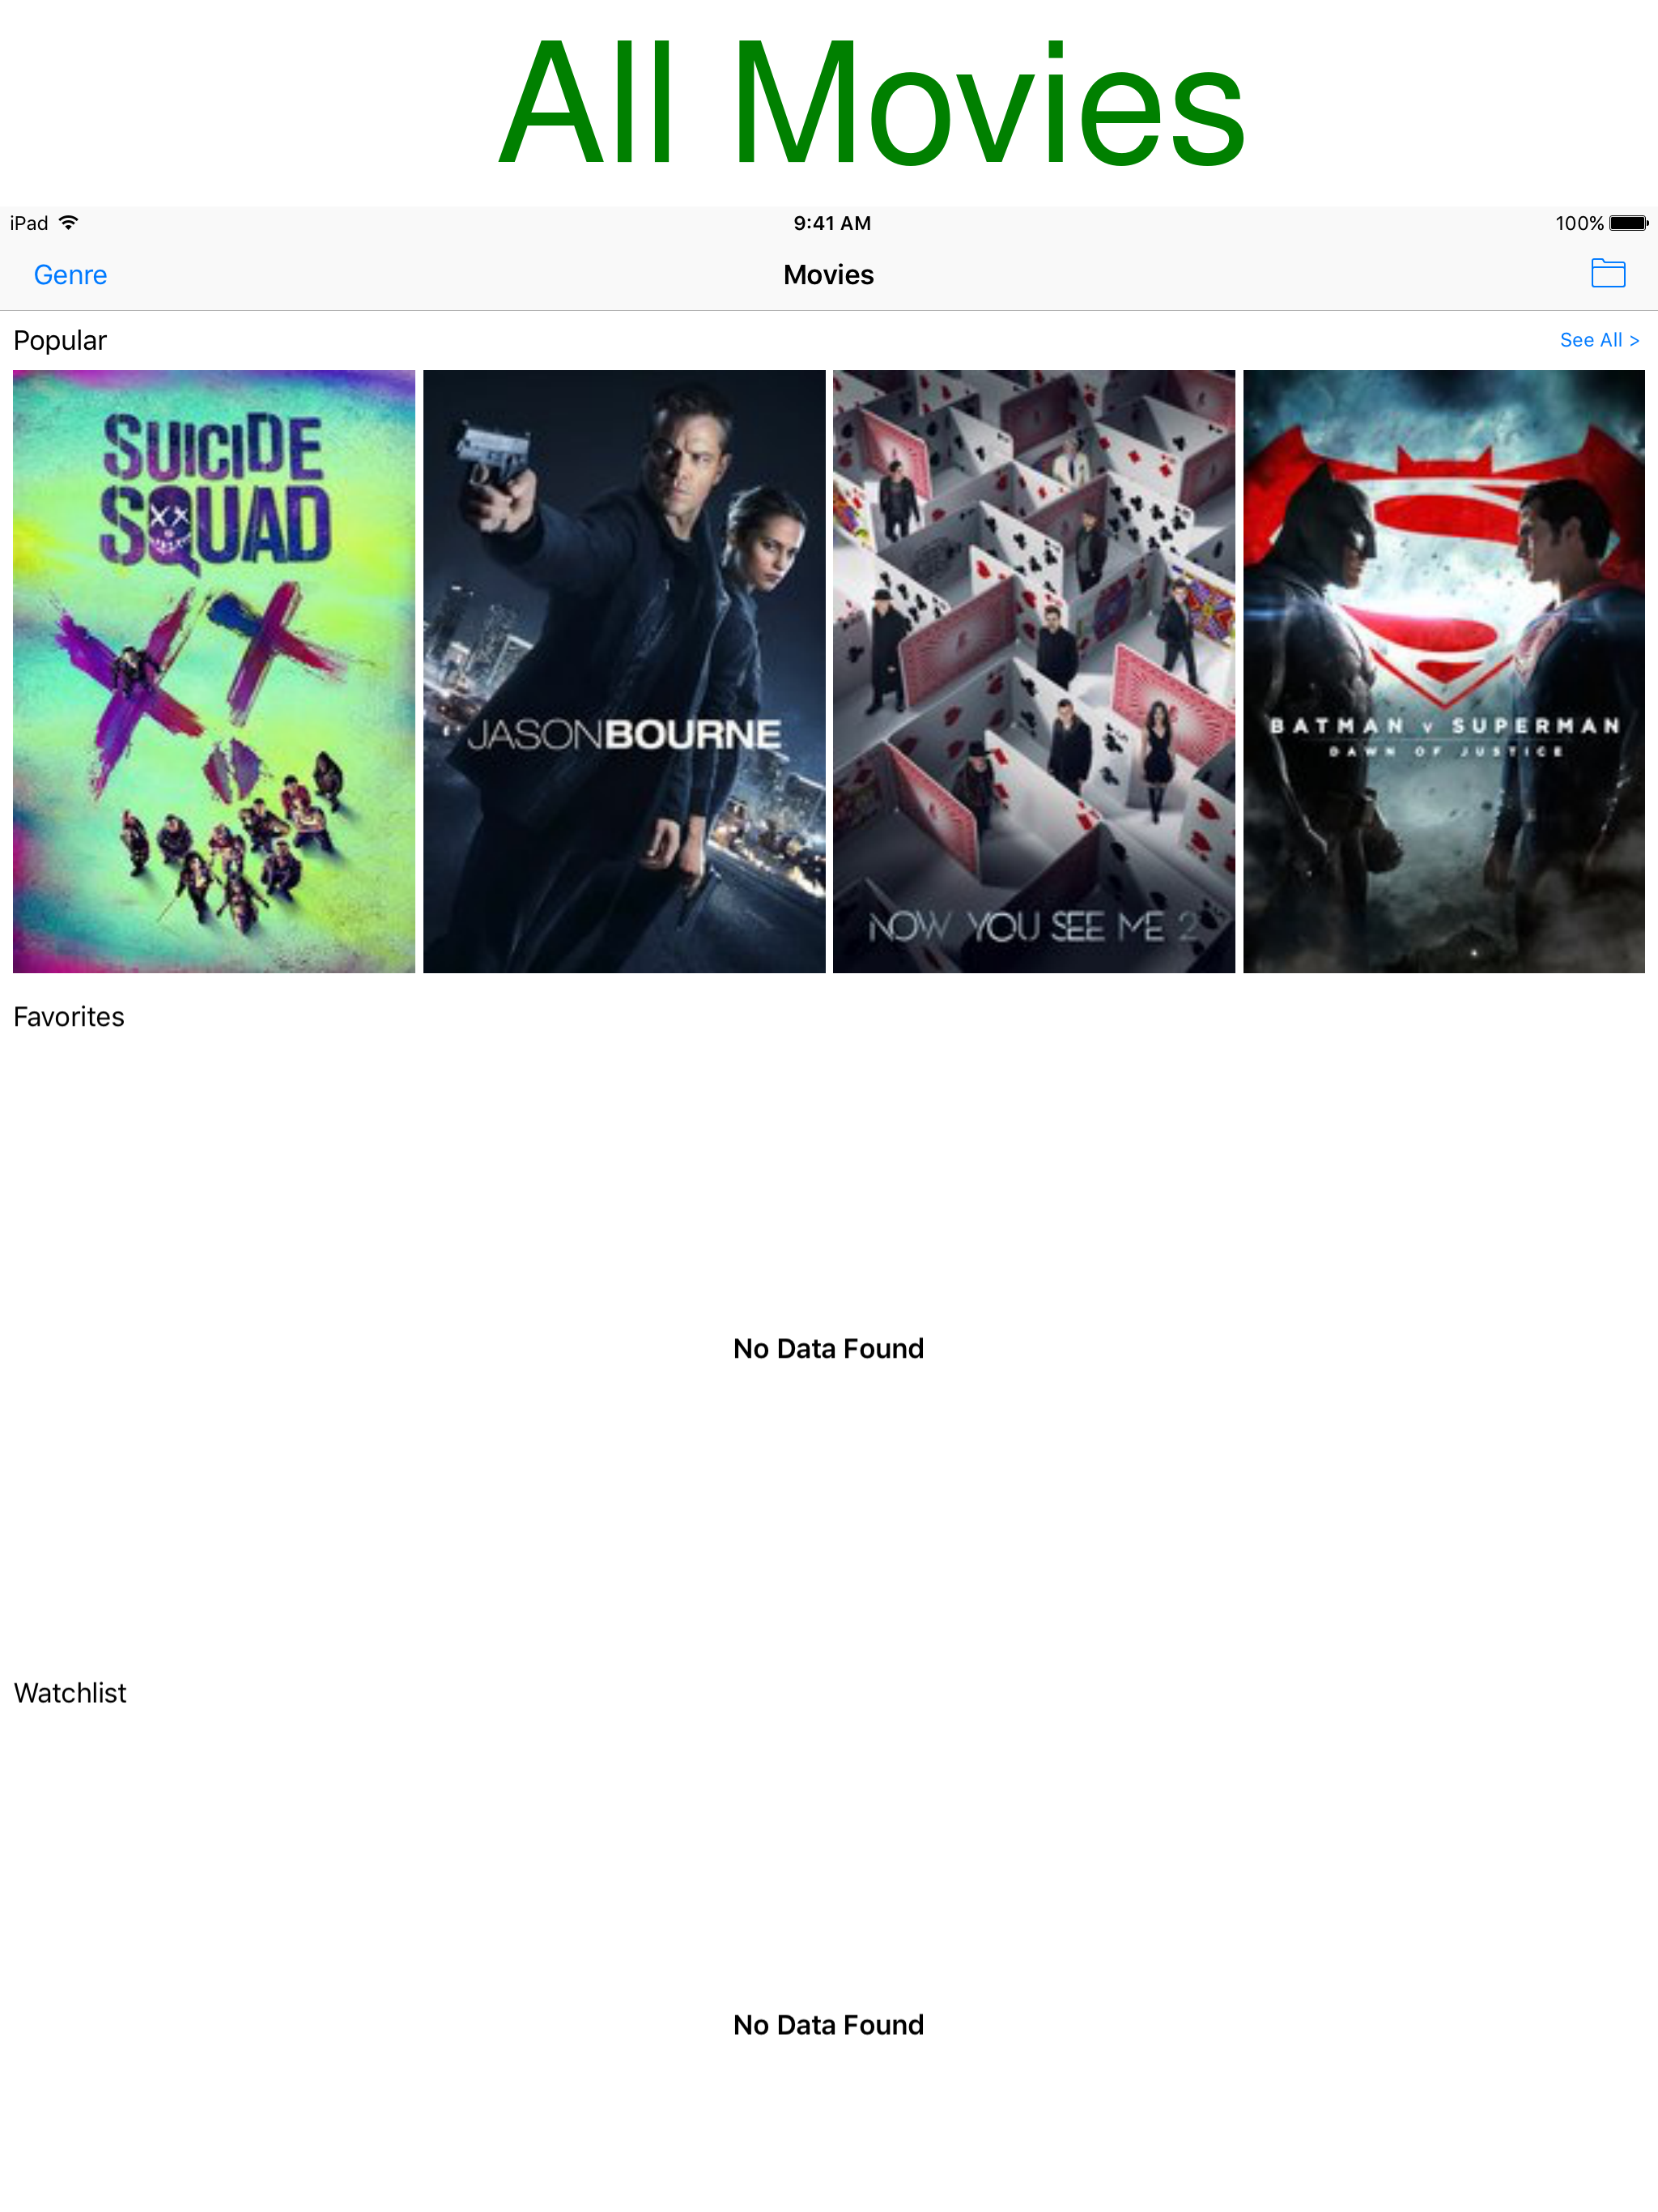 All Movies
iPad 9:41 AM 100%
Genre Movies
Popular See All >
SUICIDE
SQUAD
JASONBOURNE
NOW YOU SEE ME 2
BATMAN v SUPERMAN
DAWN OF JUSTICE
Favorites
No Data Found
Watchlist
No Data Found